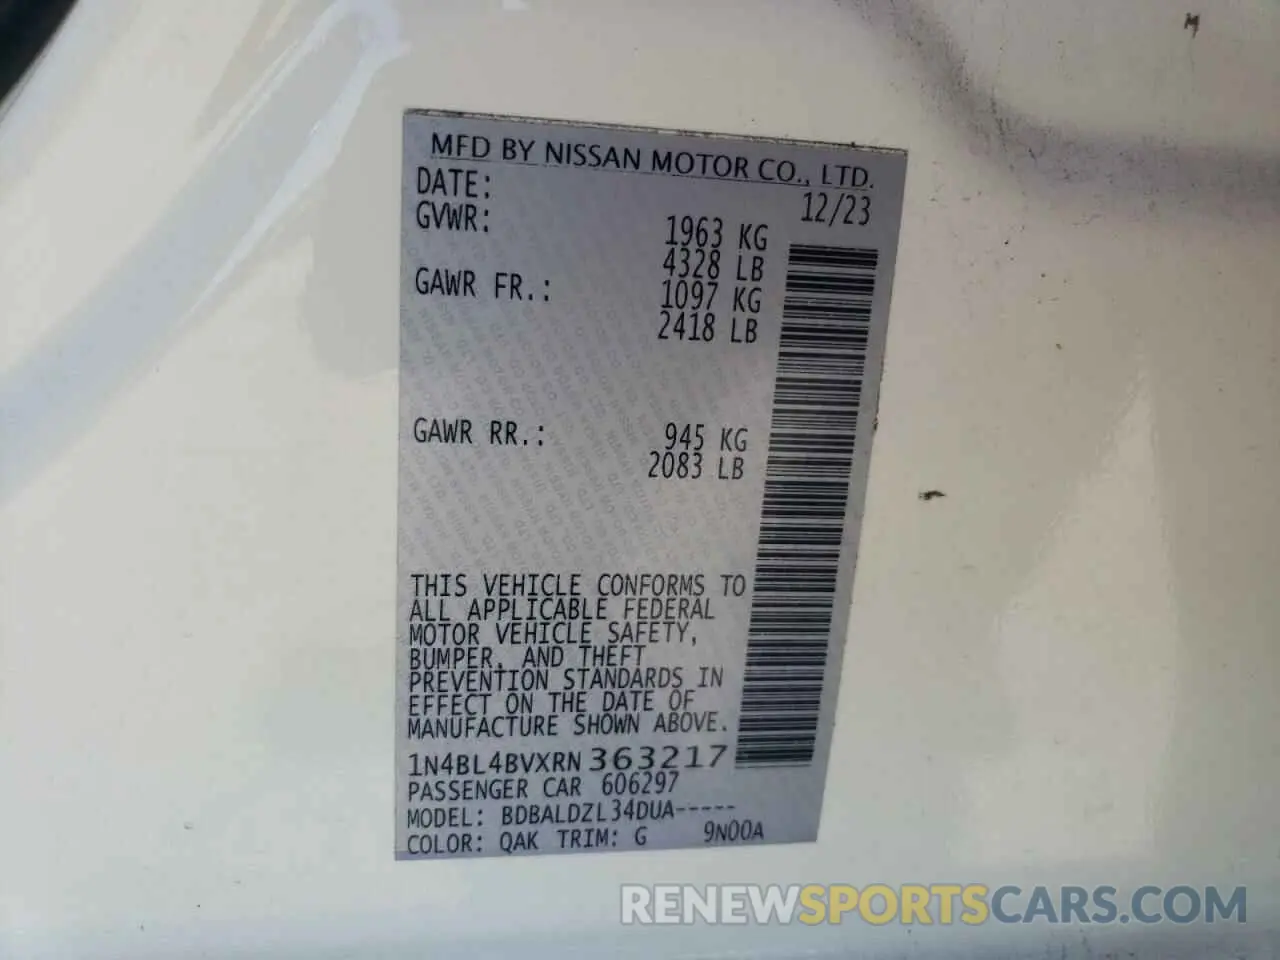 MFD BY NISSAN MOTOR CO., LTD.
DATE: 12/23
GVWR: 1963 KG
4328 LB
GAWR FR.: 1097 KG
2418 LB
GAWR RR.: 945 KG
2083 LB
THIS VEHICLE CONFORMS TO
ALL APPLICABLE FEDERAL
MOTOR VEHICLE SAFETY,
BUMPER, AND THEFT
PREVENTION STANDARDS IN
EFFECT ON THE DATE OF
MANUFACTURE SHOWN ABOVE.
1N4BL4BVXRN363217
PASSENGER CAR 606297
MODEL: BDBALDZL34DUA-----
COLOR: QAK TRIM: G 9N00A
RENEWSPORTSCARS.COM